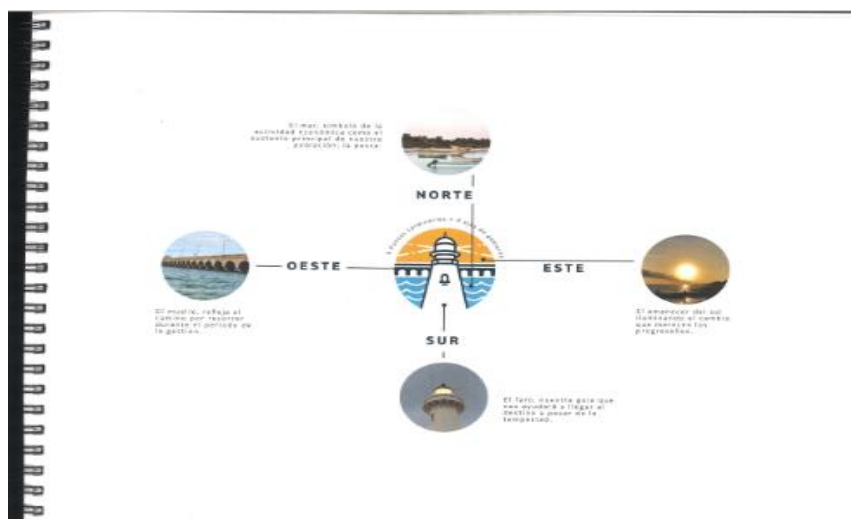 El mar, símbolo de la
actividad económica como el
sustento principal de nuestra
población, la pesca.
NORTE
4 puntos cardinales
OESTE
ESTE
El muelle, refleja el
camino por recorrer
durante el periodo de
la gestión.
El amanecer del sol
iluminando el cambio
que merecen los
progreseños.
SUR
El faro, nuestra guía que
nos ayudará a llegar al
destino a pesar de la
tempestad.